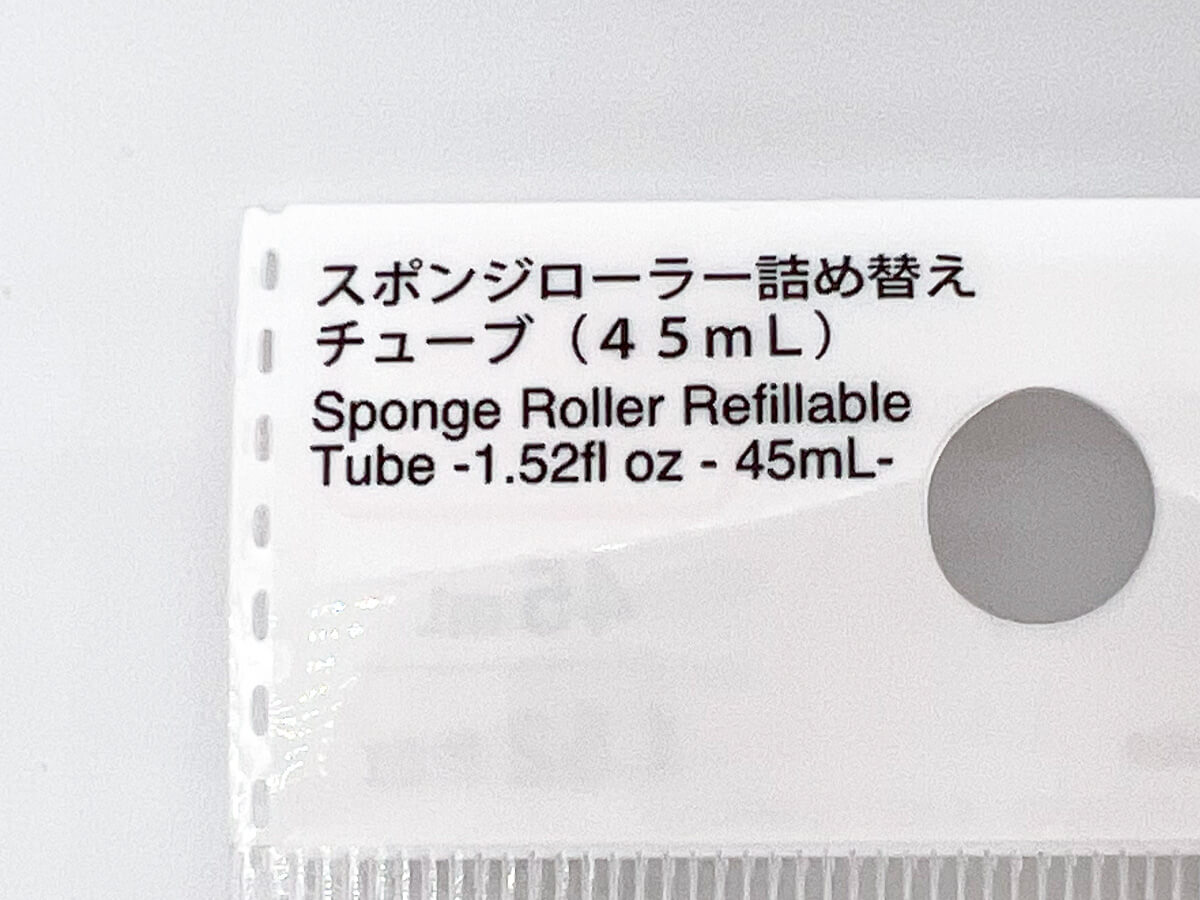 スポンジローラー詰め替え
チューブ（４５ｍＬ）
Sponge Roller Refillable
Tube -1.52fl oz - 45mL-